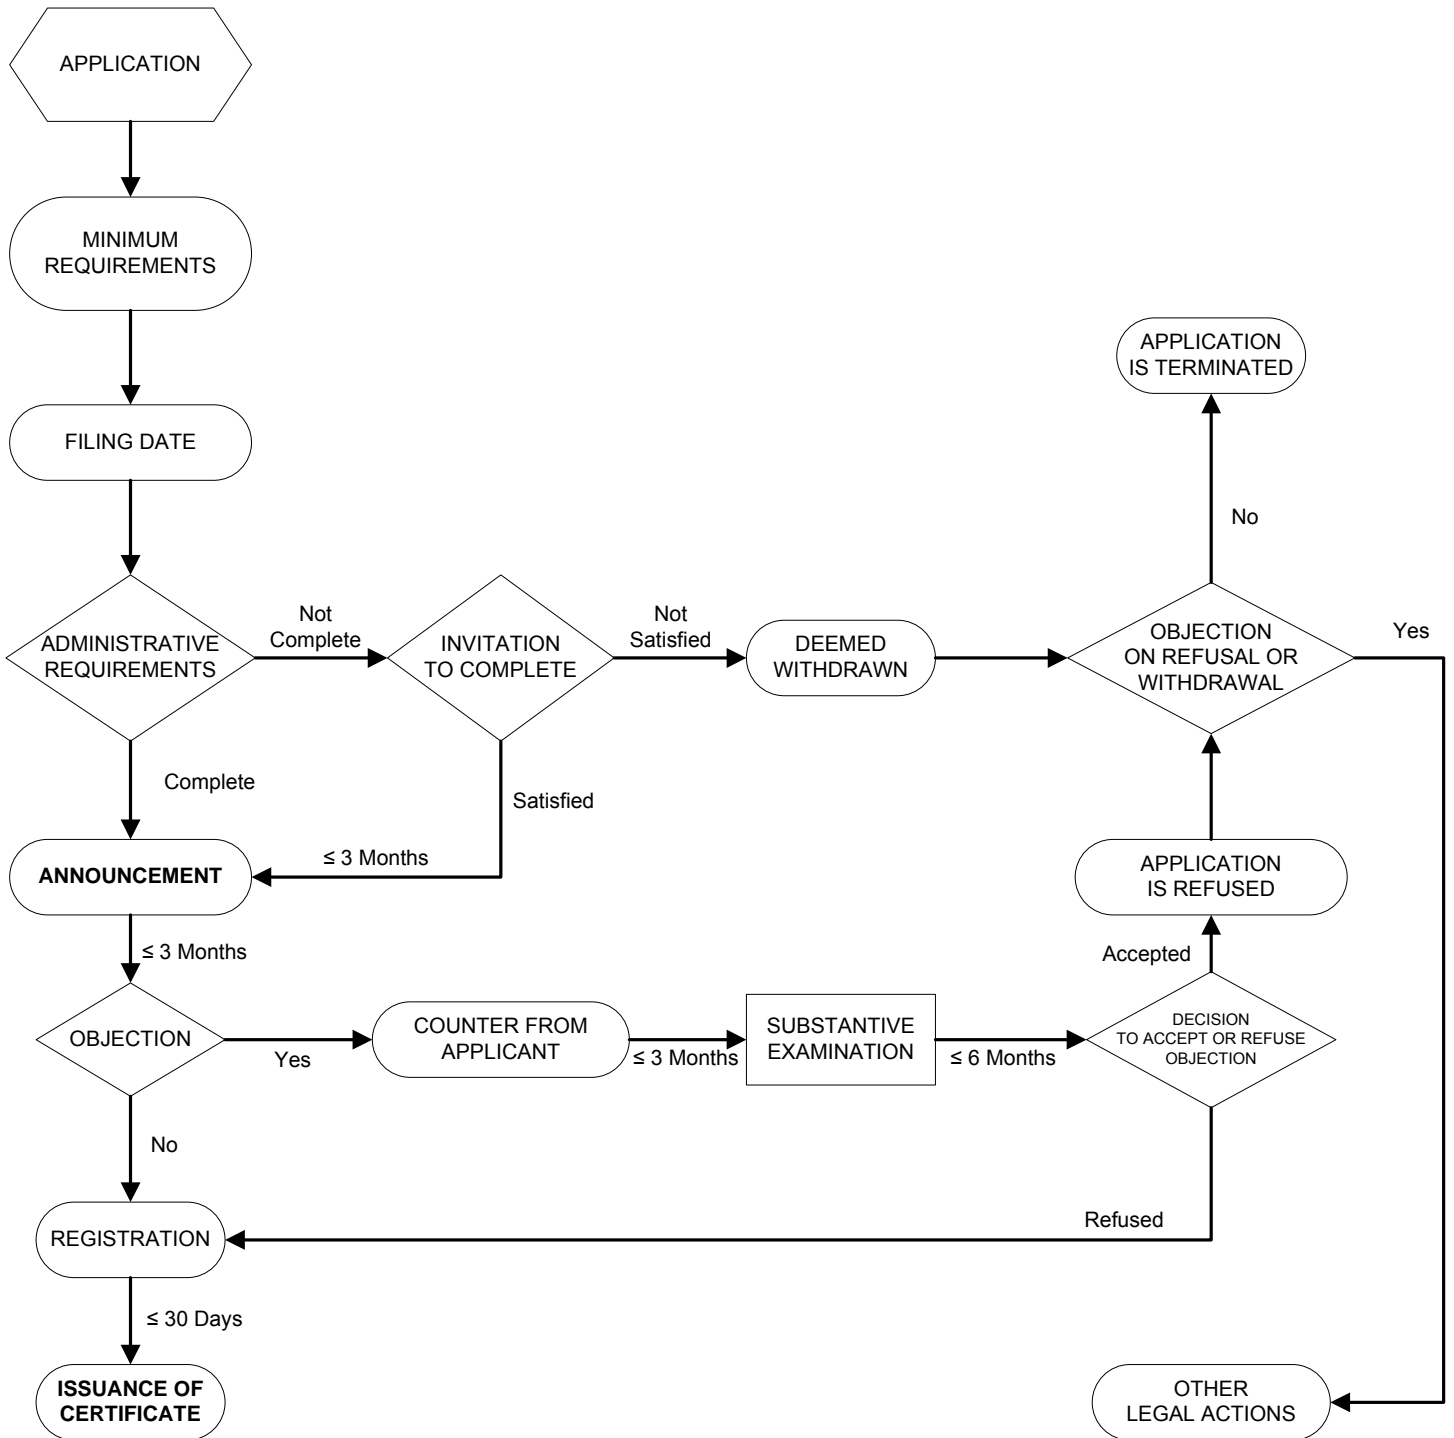 APPLICATION
MINIMUM
REQUIREMENTS
FILING DATE
APPLICATION
IS TERMINATED
No
ADMINISTRATIVE
REQUIREMENTS
Not
Complete
INVITATION
TO COMPLETE
Not
Satisfied
DEEMED
WITHDRAWN
OBJECTION
ON REFUSAL OR
WITHDRAWAL
Yes
Complete
Satisfied
ANNOUNCEMENT
≤ 3 Months
APPLICATION
IS REFUSED
≤ 3 Months
Accepted
OBJECTION
Yes
COUNTER FROM
APPLICANT
≤ 3 Months
SUBSTANTIVE
EXAMINATION
≤ 6 Months
DECISION
TO ACCEPT OR REFUSE
OBJECTION
No
Refused
REGISTRATION
≤ 30 Days
ISSUANCE OF
CERTIFICATE
OTHER
LEGAL ACTIONS